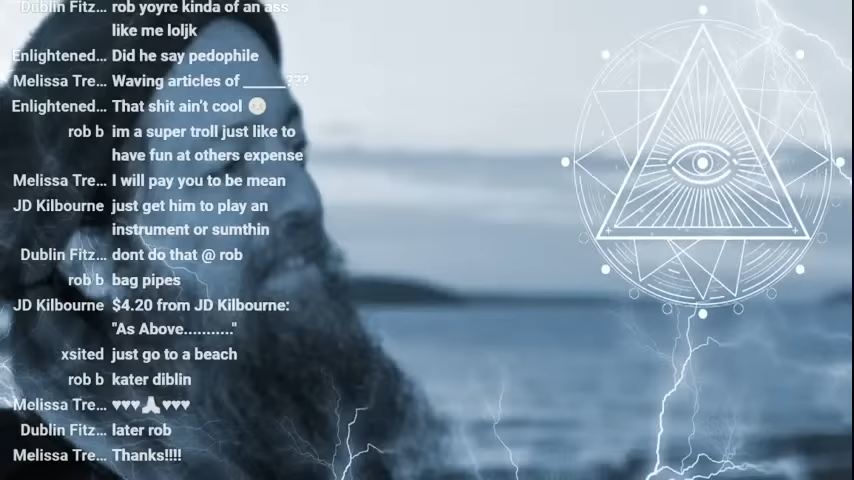 Dublin Fitz... rob yoyre kinda of an ass
like me loljk
Enlightened... Did he say pedophile
Melissa Tre... Waving articles of _____???
Enlightened... That shit ain't cool
rob b im a super troll just like to
have fun at others expense
Melissa Tre... I will pay you to be mean
JD Kilbourne just get him to play an
instrument or sumthin
Dublin Fitz... dont do that @ rob
rob b bag pipes
JD Kilbourne $4.20 from JD Kilbourne:
"As Above.........."
xsited just go to a beach
rob b kater diblin
Melissa Tre... ♥♥♥🙏♥♥♥
Dublin Fitz... later rob
Melissa Tre... Thanks!!!!